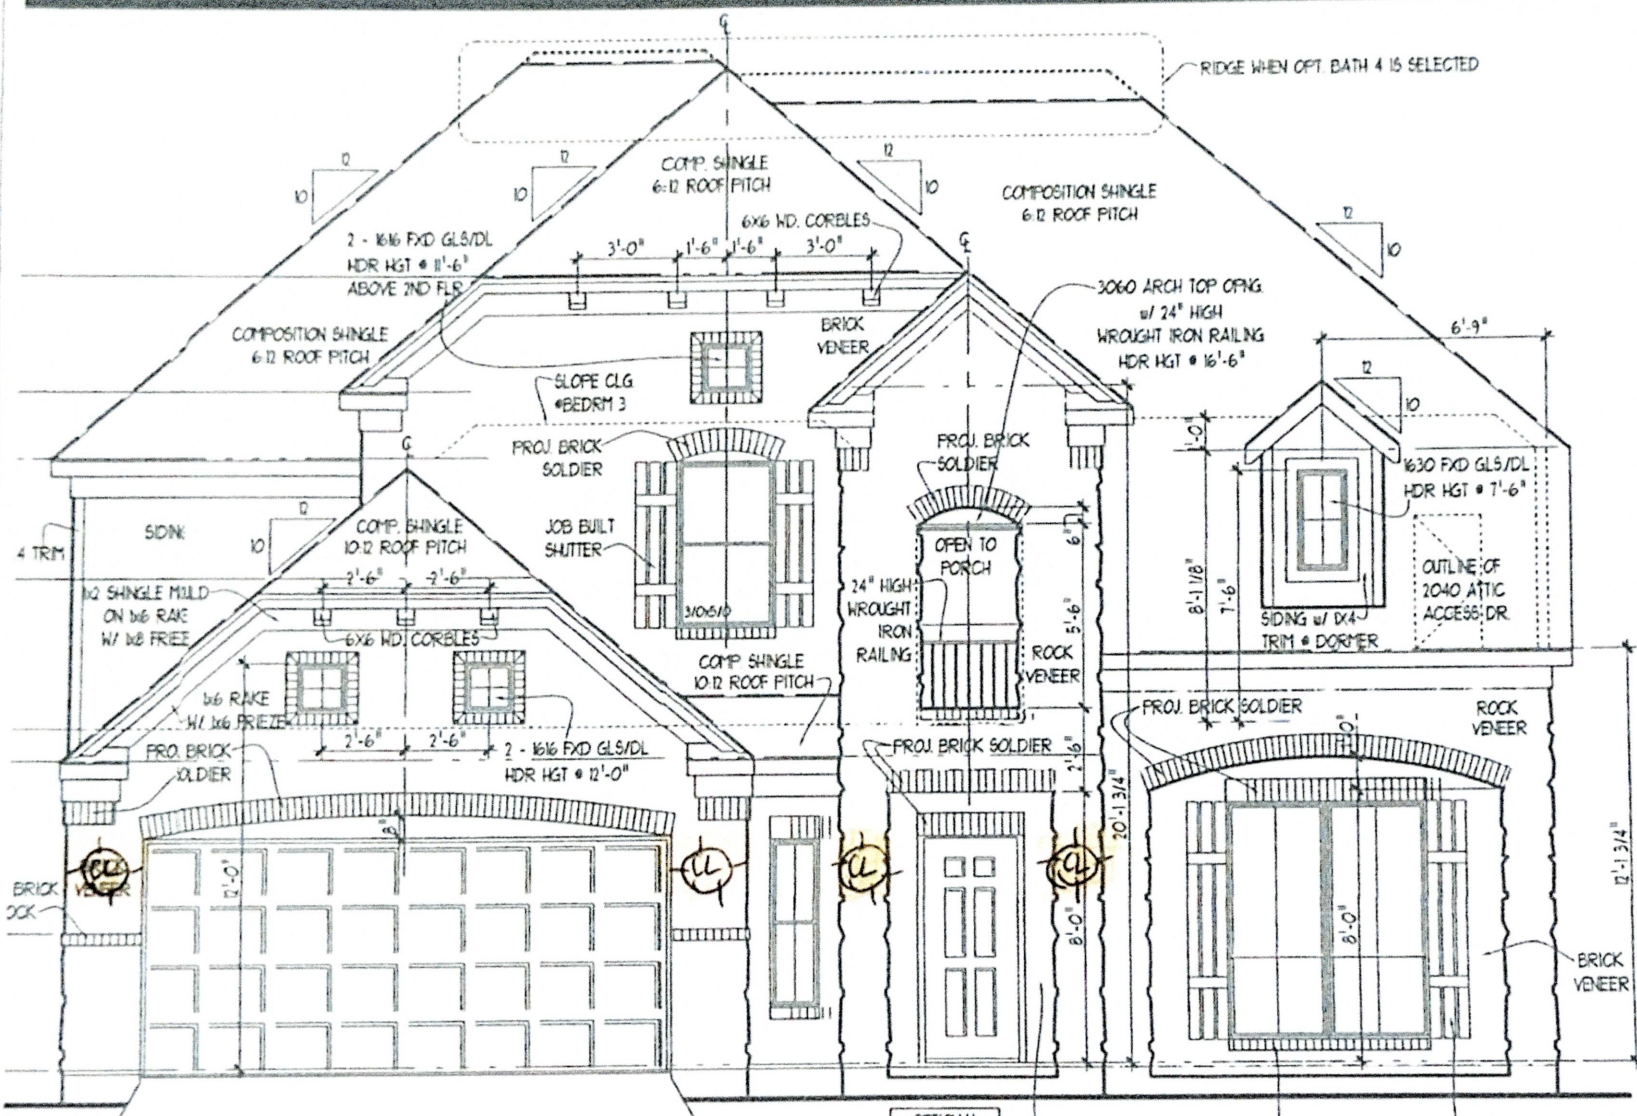 ℄
RIDGE WHEN OPT. BATH 4 IS SELECTED
12
10
12
10
COMP. SHINGLE
6:12 ROOF PITCH
12
10
COMPOSITION SHINGLE
6:12 ROOF PITCH
12
10
6X6 WD. CORBLES
2 - 1616 FXD GLS/DL
HDR HGT @ 11'-6"
ABOVE 2ND FLR
3'-0"
1'-6"
1'-6"
3'-0"
℄
3060 ARCH TOP OPNG.
w/ 24" HIGH
WROUGHT IRON RAILING
HDR HGT @ 16'-6"
6'-9"
COMPOSITION SHINGLE
6:12 ROOF PITCH
BRICK
VENEER
SLOPE CLG
@BEDRM 3
12
10
PROJ. BRICK
SOLDIER
℄
PROJ. BRICK
SOLDIER
1'-0"
1630 FXD GLS/DL
HDR HGT @ 7'-6"
12
10
COMP. SHINGLE
10:12 ROOF PITCH
SIDING
4 TRIM
JOB BUILT
SHUTTER
OPEN TO
PORCH
6"
24" HIGH
WROUGHT
IRON
RAILING
5'-6"
8'-1 1/8"
7'-6"
OUTLINE OF
2040 ATTIC
ACCESS DR.
1x2 SHINGLE MULD
ON 1x6 RAKE
W/ 1x8 FRIEZE
2'-6"
2'-6"
6X6 WD. CORBLES
3/0x5/0
SIDING w/ 1X4
TRIM @ DORMER
COMP SHINGLE
10:12 ROOF PITCH
ROCK
VENEER
1x6 RAKE
W/ 1x6 FRIEZE
PROJ. BRICK SOLDIER
ROCK
VENEER
PROJ. BRICK
SOLDIER
2'-6"
2'-6"
2 - 1616 FXD GLS/DL
HDR HGT @ 12'-0"
PROJ. BRICK SOLDIER
2'-6"
20'-1 3/4"
12'-1 3/4"
8"
12'-0"
CL
CL
CL
CL
BRICK
VENEER
8'-0"
8'-0"
BRICK
VENEER